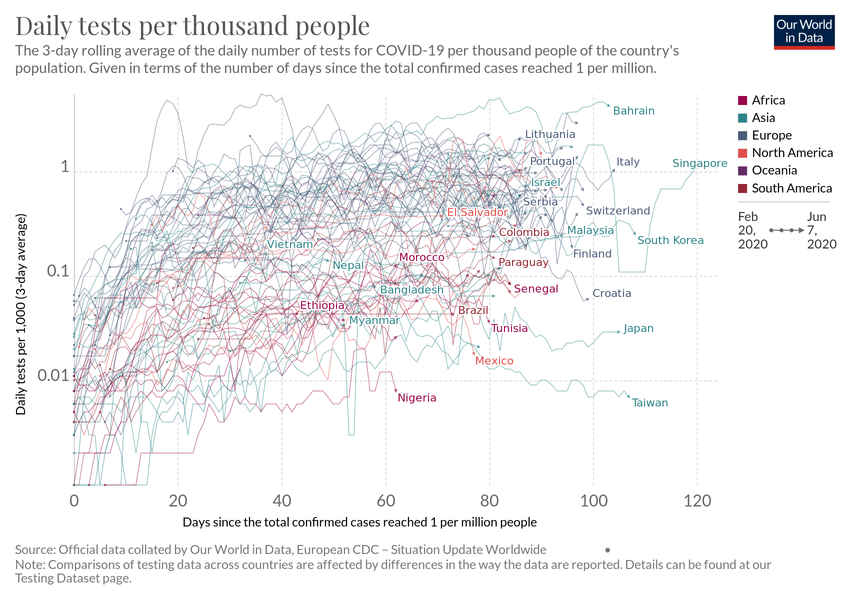 Daily tests per thousand people
The 3-day rolling average of the daily number of tests for COVID-19 per thousand people of the country's
population. Given in terms of the number of days since the total confirmed cases reached 1 per million.
Our World
in Data
Africa
Asia
Europe
North America
Oceania
South America
Feb
20,
2020
Jun
7,
2020
Daily tests per 1,000 (3-day average)
1
0.1
0.01
Bahrain
Lithuania
Portugal
Italy
Singapore
Israel
Serbia
El Salvador
Switzerland
Colombia
Malaysia
South Korea
Vietnam
Finland
Morocco
Nepal
Paraguay
Bangladesh
Senegal
Croatia
Ethiopia
Brazil
Myanmar
Tunisia
Japan
Mexico
Nigeria
Taiwan
0
20
40
60
80
100
120
Days since the total confirmed cases reached 1 per million people
Source: Official data collated by Our World in Data, European CDC – Situation Update Worldwide
Note: Comparisons of testing data across countries are affected by differences in the way the data are reported. Details can be found at our
Testing Dataset page.